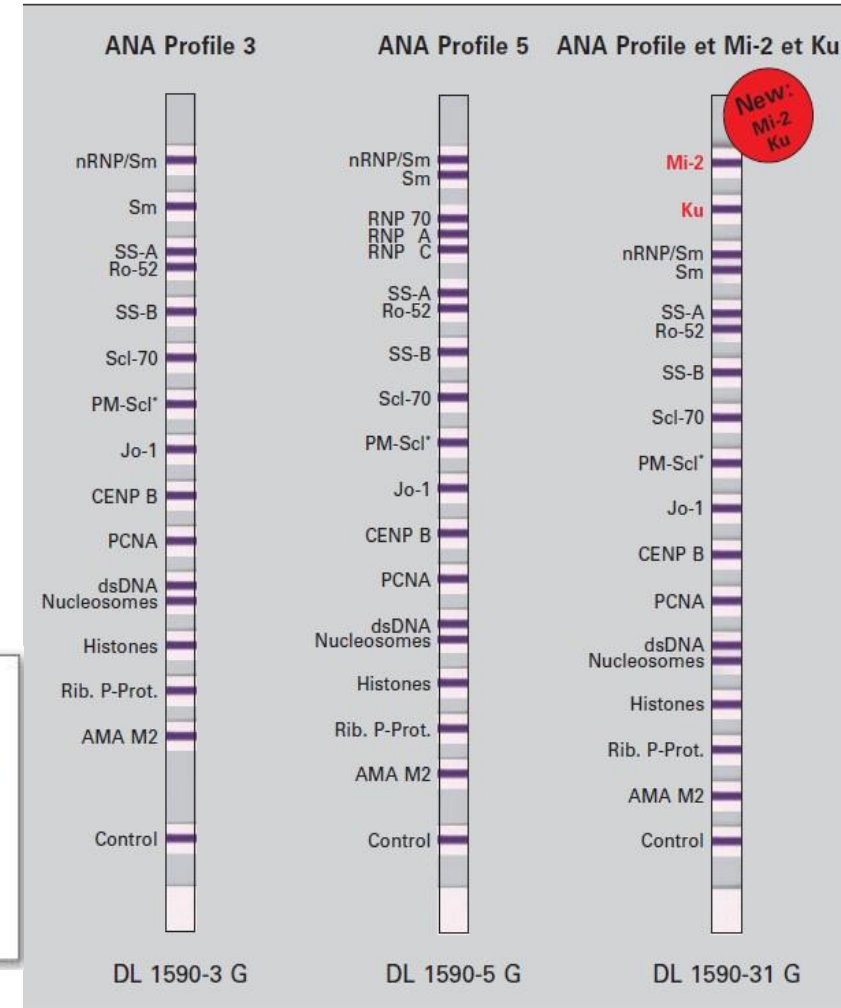 ANA Profile 3
nRNP/Sm
Sm
SS-A
Ro-52
SS-B
Scl-70
PM-Scl*
Jo-1
CENP B
PCNA
dsDNA
Nucleosomes
Histones
Rib. P-Prot.
AMA M2
Control
DL 1590-3 G
ANA Profile 5
nRNP/Sm
Sm
RNP 70
RNP A
RNP C
SS-A
Ro-52
SS-B
Scl-70
PM-Scl*
Jo-1
CENP B
PCNA
dsDNA
Nucleosomes
Histones
Rib. P-Prot.
AMA M2
Control
DL 1590-5 G
ANA Profile et Mi-2 et Ku
New:
Mi-2
Ku
Mi-2
Ku
nRNP/Sm
Sm
SS-A
Ro-52
SS-B
Scl-70
PM-Scl*
Jo-1
CENP B
PCNA
dsDNA
Nucleosomes
Histones
Rib. P-Prot.
AMA M2
Control
DL 1590-31 G